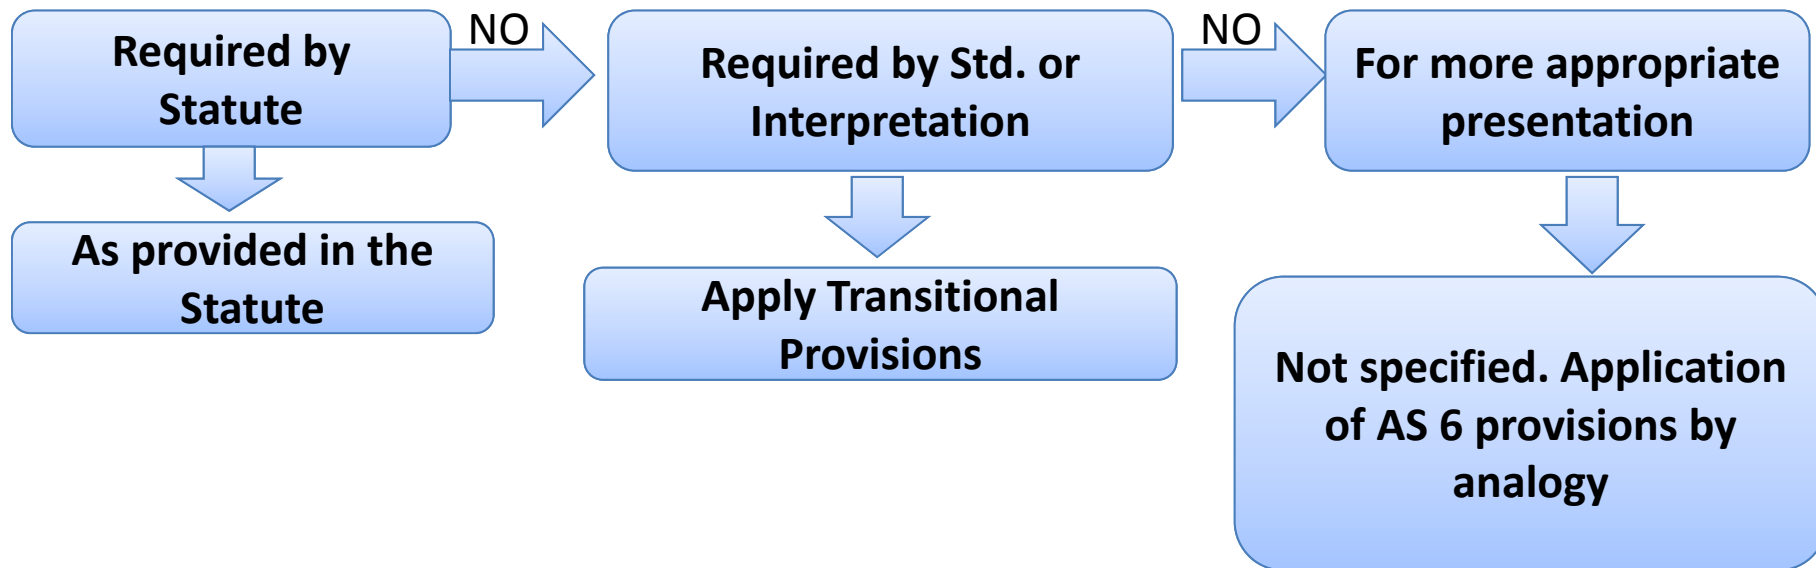 Required by
Statute
NO
Required by Std. or
Interpretation
NO
For more appropriate
presentation
As provided in the
Statute
Apply Transitional
Provisions
Not specified. Application
of AS 6 provisions by
analogy